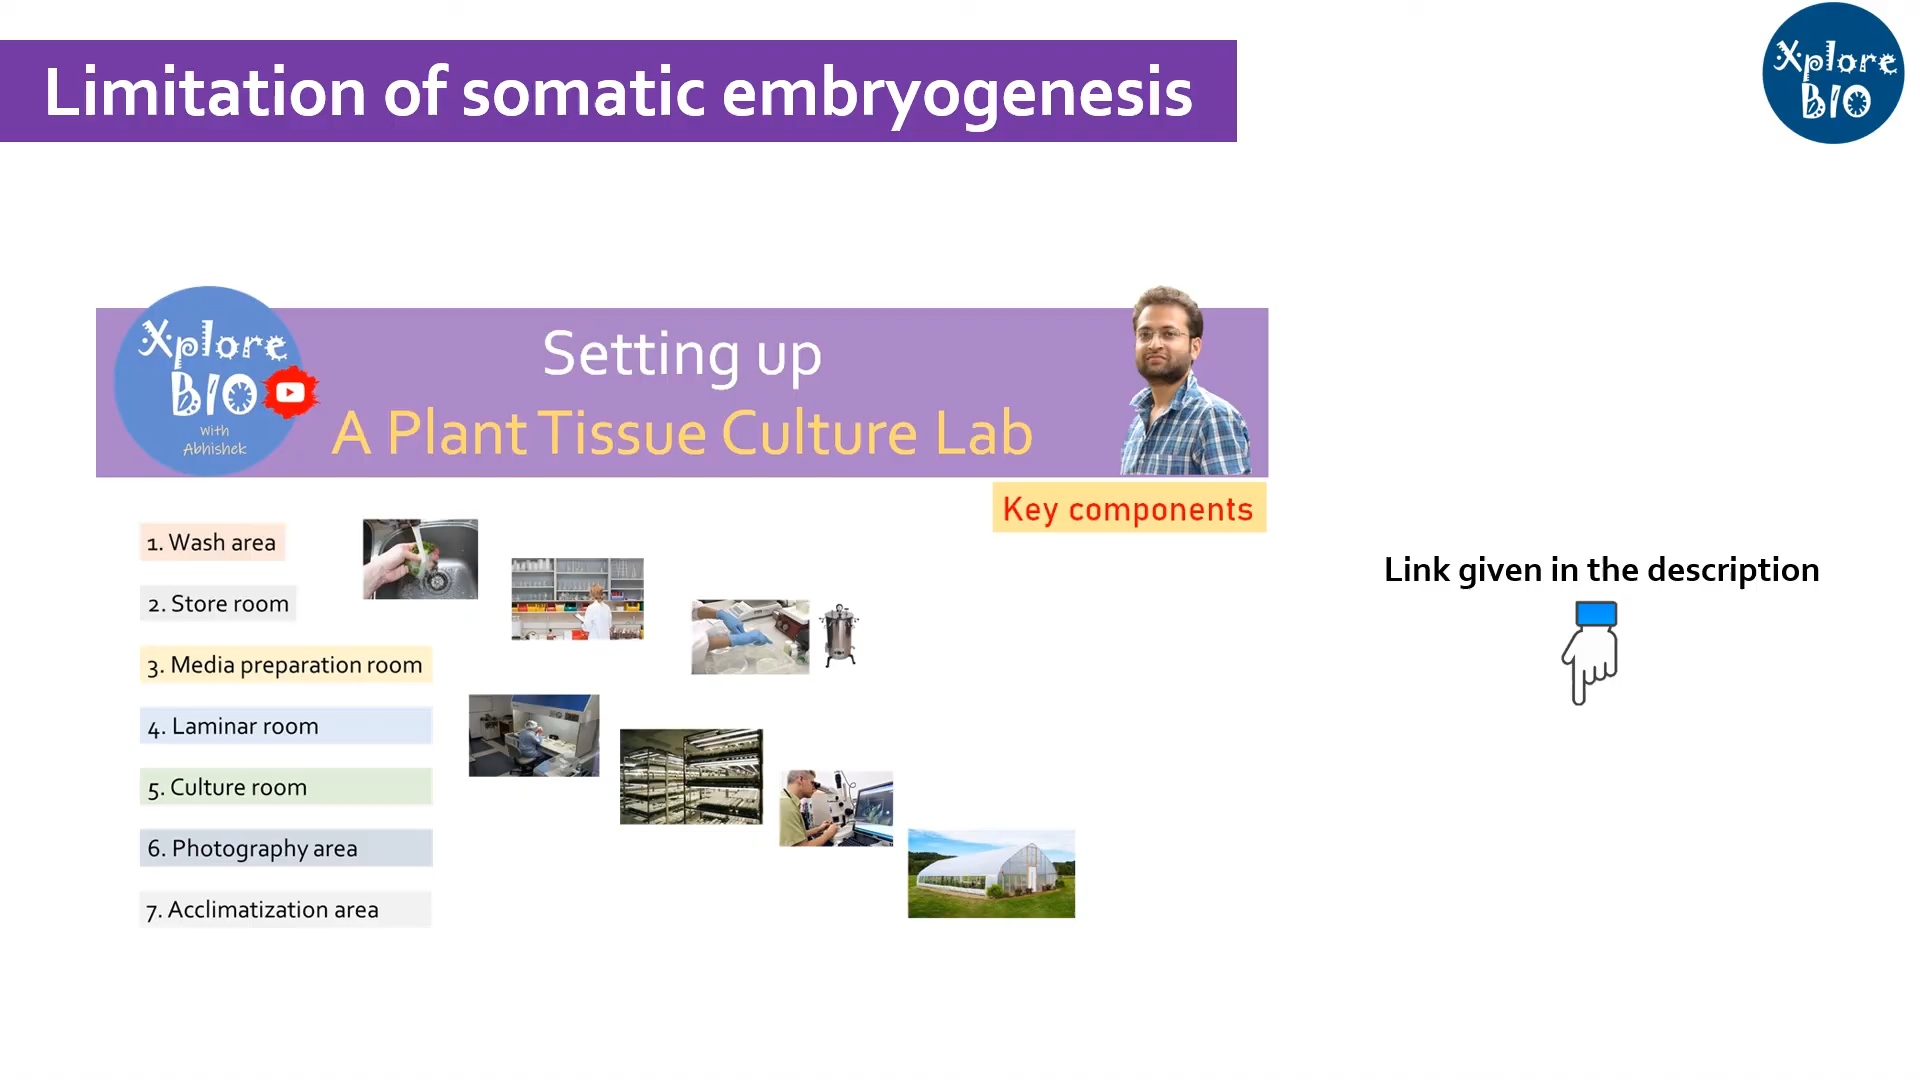 Limitation of somatic embryogenesis
Xplore
BIO
Xplore
BIO
with
Abhishek
Setting up
A Plant Tissue Culture Lab
Key components
1. Wash area
2. Store room
3. Media preparation room
4. Laminar room
5. Culture room
6. Photography area
7. Acclimatization area
Link given in the description